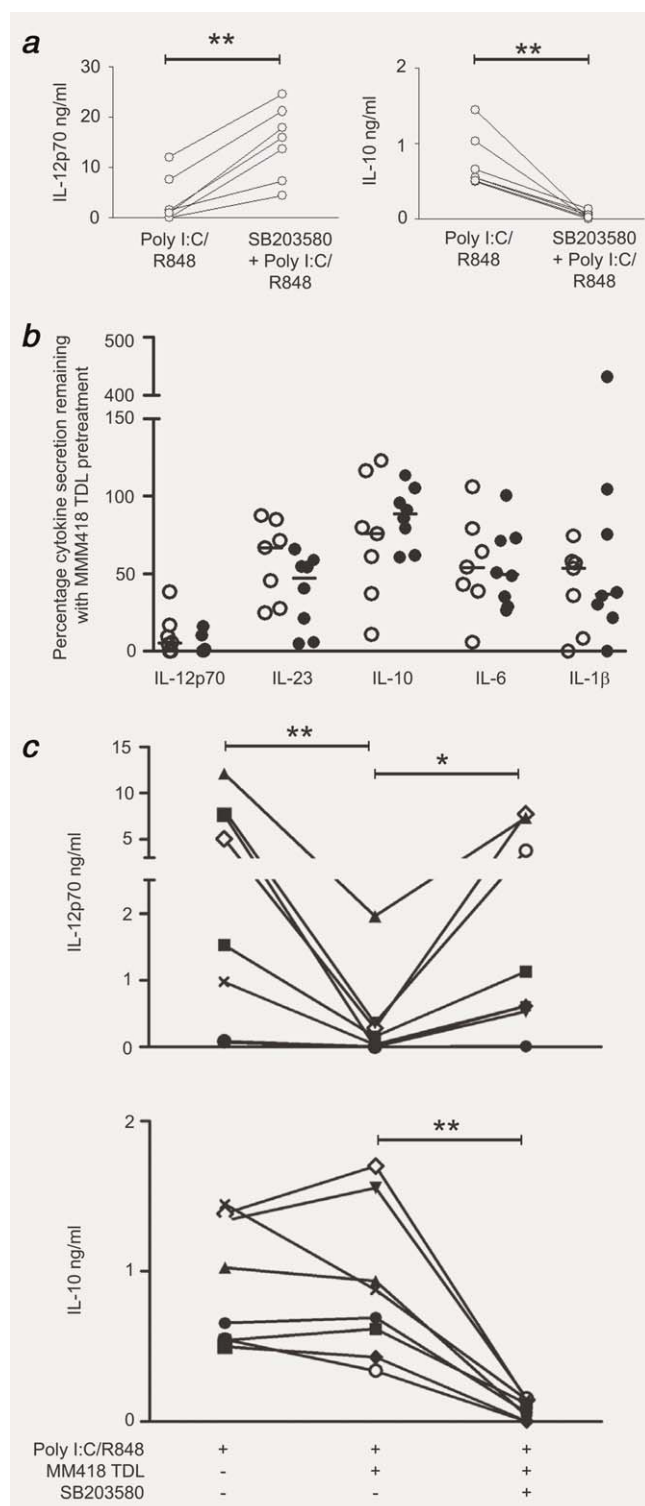 a
**
**
IL-12p70 ng/ml
30
20
10
0
Poly I:C/
R848
SB203580
+ Poly I:C/
R848
IL-10 ng/ml
2
1
0
Poly I:C/
R848
SB203580
+ Poly I:C/
R848
b
Percentage cytokine secretion remaining
with MMM418 TDL pretreatment
500
400
150
100
50
0
IL-12p70
IL-23
IL-10
IL-6
IL-1β
c
**
*
IL-12p70 ng/ml
15
10
5
2
1
0
**
IL-10 ng/ml
2
1
0
Poly I:C/R848 + + +
MM418 TDL - + +
SB203580 - - +